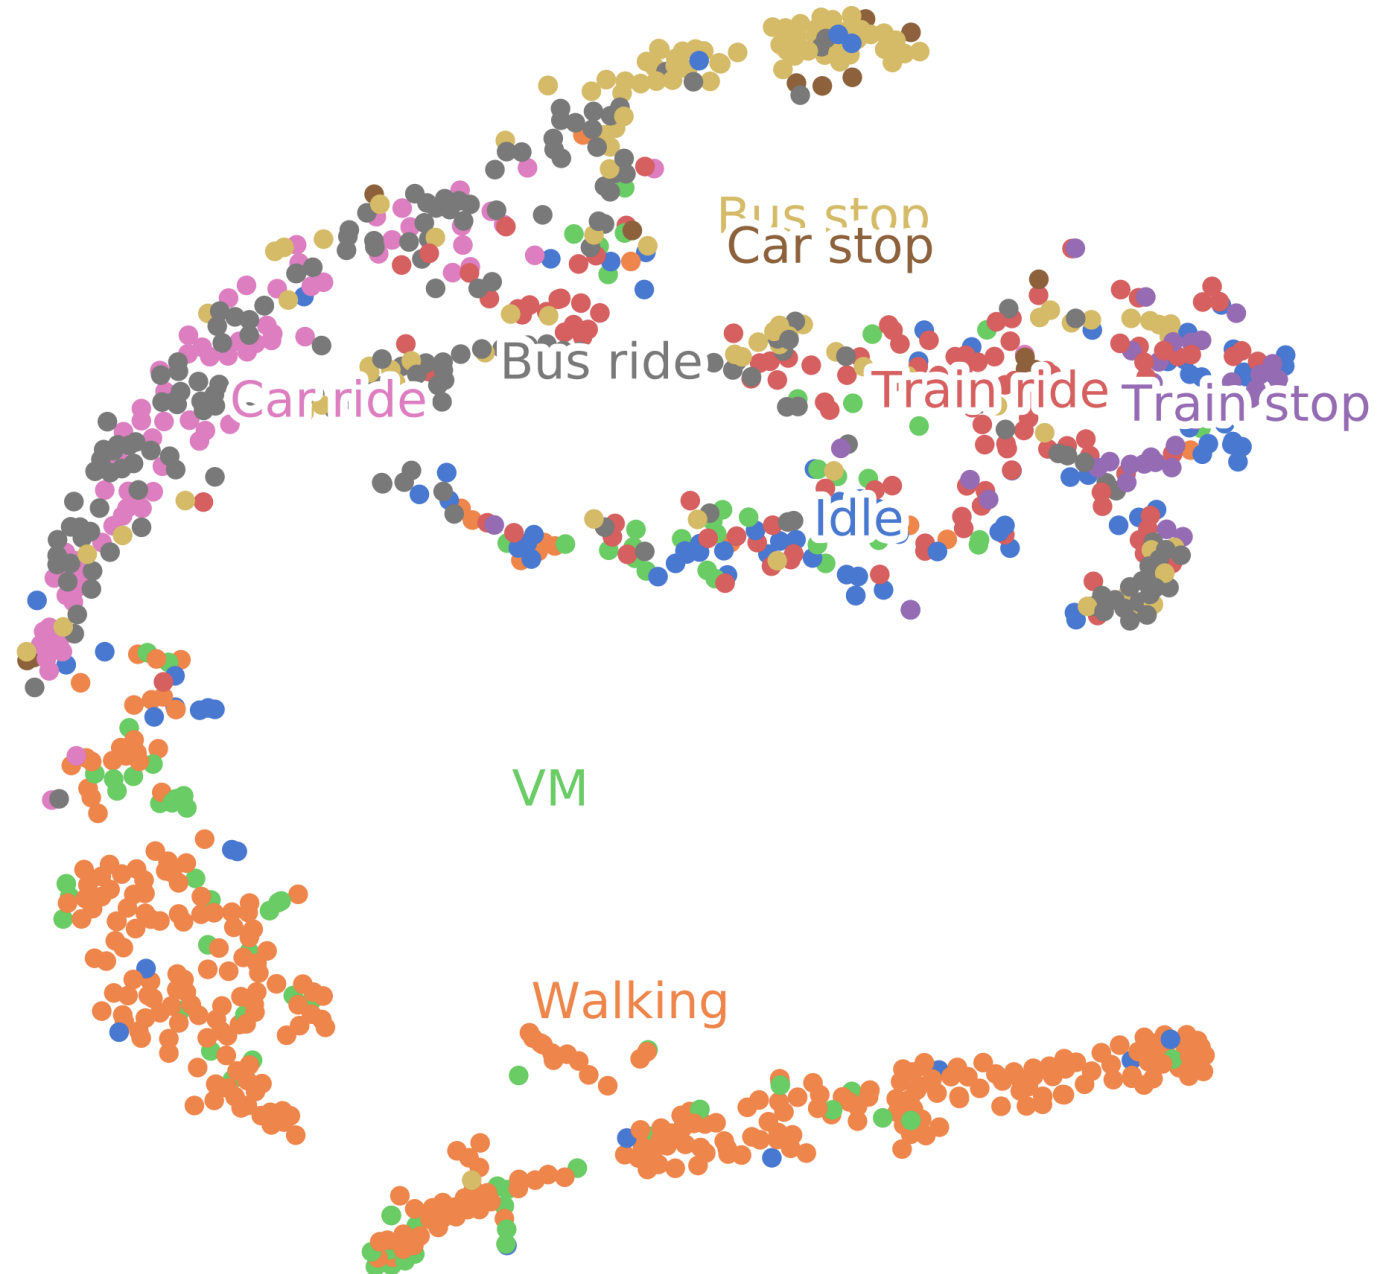 Bus stop
Car stop
Bus ride
Car ride
Train ride
Train stop
Idle
VM
Walking